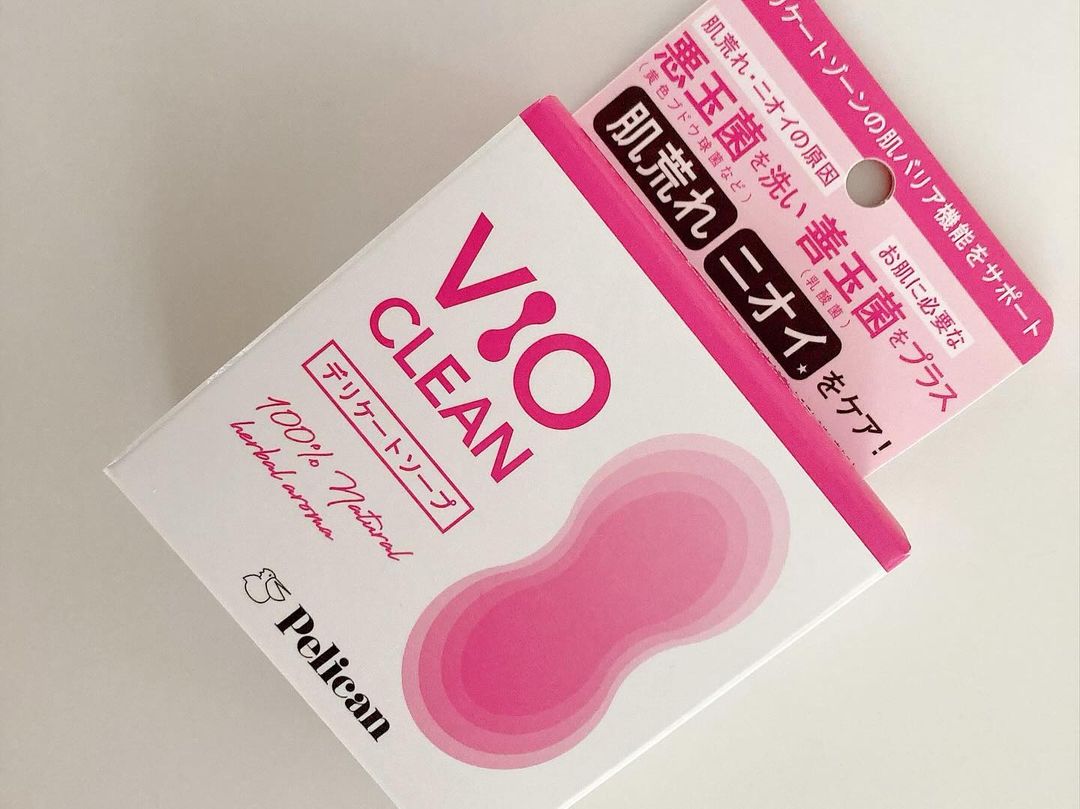 リケートゾーンの肌バリア機能をサポート
肌荒れ・ニオイの原因
お肌に必要な
悪玉菌を洗い善玉菌をプラス
(黄色ブドウ球菌など)
(乳酸菌)
肌荒れ ニオイ*をケア!
VIO
CLEAN
デリケートソープ
100% Natural
herbal aroma
Pelican